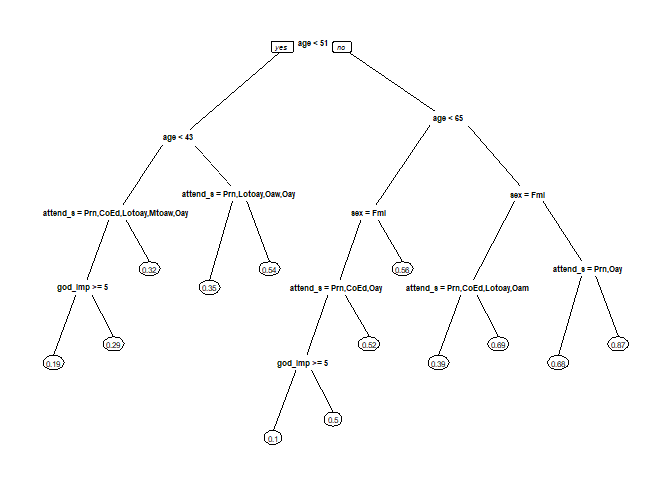 yes age < 51 no
age < 65
age < 43
attend_s = Prn,Lotoay,Oaw,Oay
sex = Fml
attend_s = Prn,CoEd,Lotoay,Mtoaw,Oay
sex = Fml
0.32
0.54
0.56
attend_s = Prn,Oay
god_imp >= 5
0.35
attend_s = Prn,CoEd,Oay
attend_s = Prn,CoEd,Lotoay,Oam
0.29
0.52
0.69
0.87
0.19
god_imp >= 5
0.39
0.68
0.5
0.1